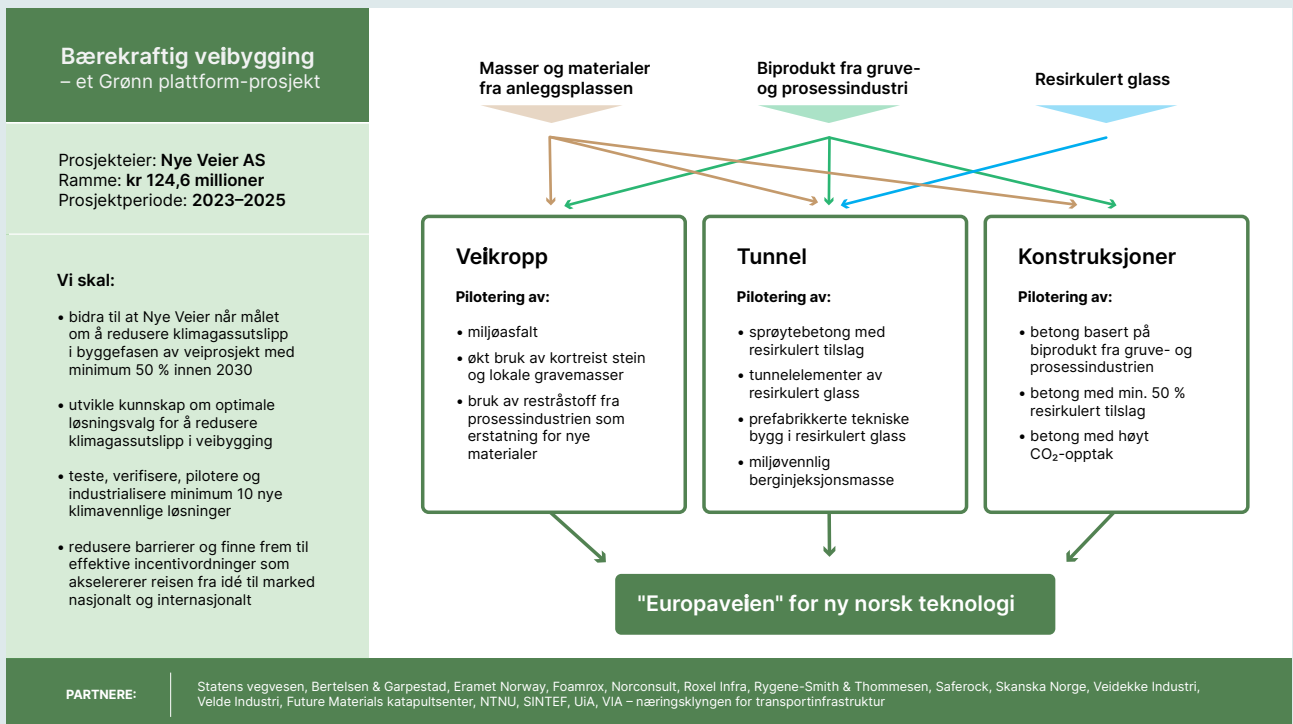 Bærekraftig veibygging
– et Grønn plattform-prosjekt
Prosjekteier: Nye Veier AS
Ramme: kr 124,6 millioner
Prosjektperiode: 2023–2025
Vi skal:
• bidra til at Nye Veier når målet
om å redusere klimagassutslipp
i byggefasen av veiprosjekt med
minimum 50 % innen 2030
• utvikle kunnskap om optimale
løsningsvalg for å redusere
klimagassutslipp i veibygging
• teste, verifisere, pilotere og
industrialisere minimum 10 nye
klimavennlige løsninger
• redusere barrierer og finne frem til
effektive incentivordninger som
akselererer reisen fra idé til marked
nasjonalt og internasjonalt
Masser og materialer
fra anleggsplassen
Biprodukt fra gruve-
og prosessindustri
Resirkulert glass
Veikropp
Pilotering av:
• miljøasfalt
• økt bruk av kortreist stein
og lokale gravemasser
• bruk av restråstoff fra
prosessindustrien som
erstatning for nye
materialer
Tunnel
Pilotering av:
• sprøytebetong med
resirkulert tilslag
• tunnelelementer av
resirkulert glass
• prefabrikkerte tekniske
bygg i resirkulert glass
• miljøvennlig
berginjeksjonsmasse
Konstruksjoner
Pilotering av:
• betong basert på
biprodukt fra gruve- og
prosessindustrien
• betong med min. 50 %
resirkulert tilslag
• betong med høyt
CO₂-opptak
"Europaveien" for ny norsk teknologi
PARTNERE:
Statens vegvesen, Bertelsen & Garpestad, Eramet Norway, Foamrox, Norconsult, Roxel Infra, Rygene-Smith & Thommesen, Saferock, Skanska Norge, Veidekke Industri,
Velde Industri, Future Materials katapultsenter, NTNU, SINTEF, UiA, VIA – næringsklyngen for transportinfrastruktur